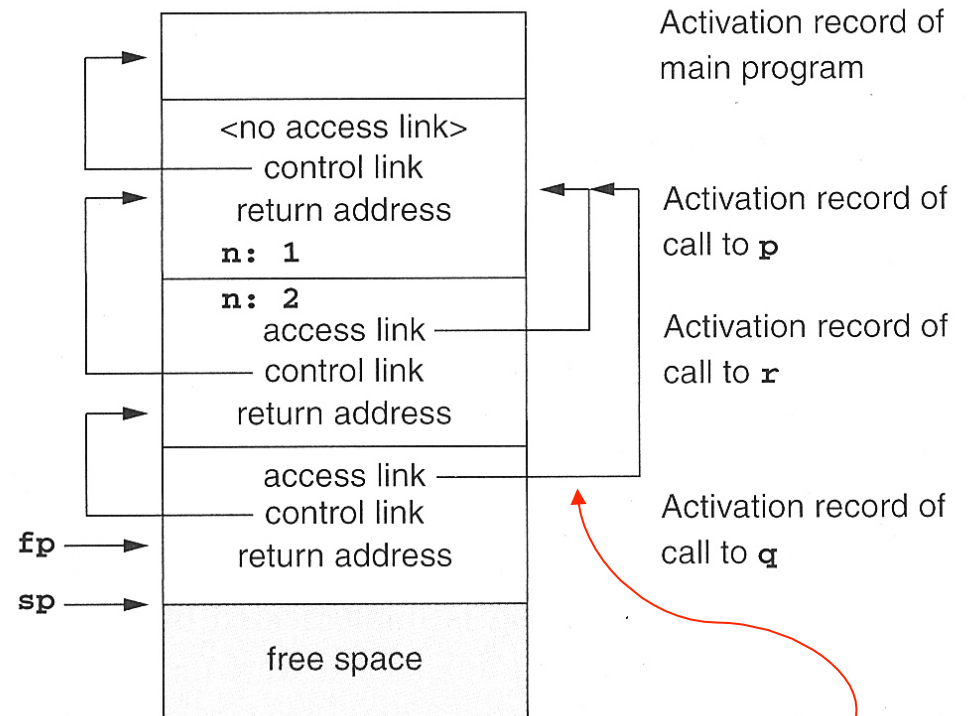 Activation record of
main program
<no access link>
control link
return address
n: 1
Activation record of
call to p
n: 2
access link
control link
return address
Activation record of
call to r
access link
control link
return address
Activation record of
call to q
fp
sp
free space